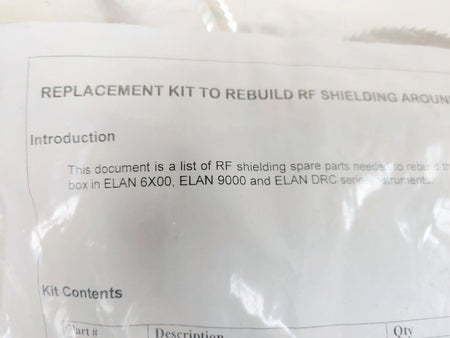 REPLACEMENT KIT TO REBUILD RF SHIELDING AROUN
Introduction
This document is a list of RF shielding spare parts needed to rebuild th
box in ELAN 6X00, ELAN 9000 and ELAN DRC series instruments.
Kit Contents
Part # Description Qty